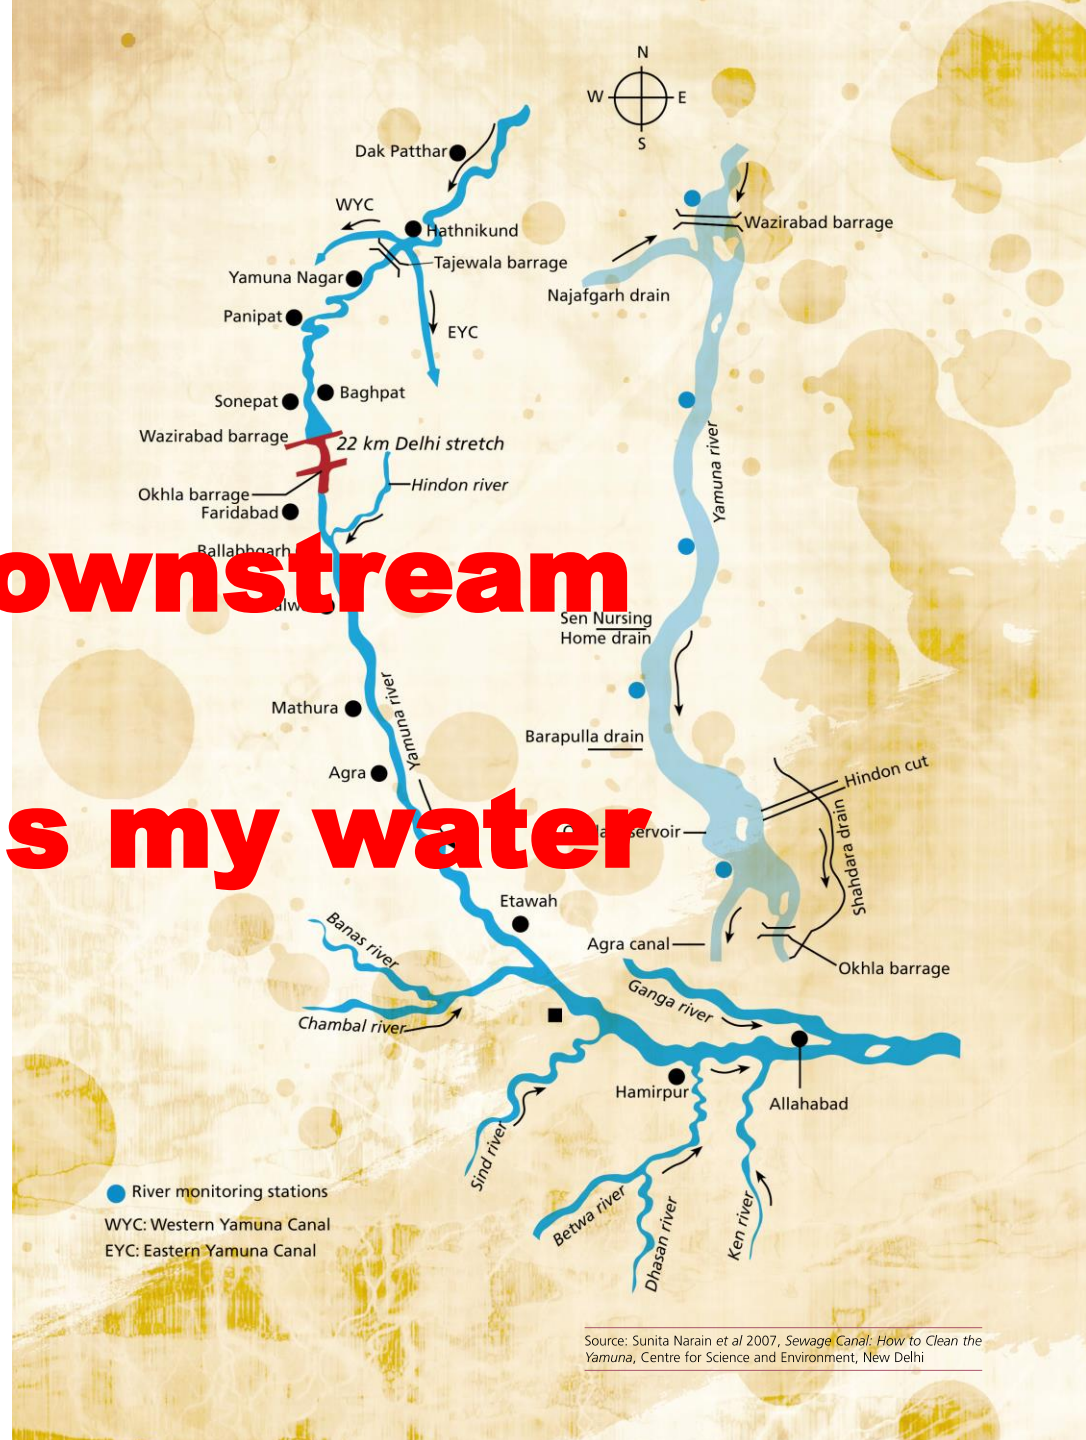 N
W E
S
Dak Patthar
WYC
Hathnikund
Tajewala barrage
Yamuna Nagar
Panipat
EYC
Baghpat
Sonepat
Wazirabad barrage
22 km Delhi stretch
Hindon river
Okhla barrage
Faridabad
Ballabhgarh
ownstream
Mathura
Yamuna river
Agra
s my water
Etawah
Banas river
Chambal river
Sind river
Hamirpur
Betwa river
Dhasan river
Ken river
Ganga river
Allahabad
Wazirabad barrage
Najafgarh drain
Yamuna river
Sen Nursing
Home drain
Barapulla drain
Hindon cut
Shahdara drain
Agra canal
Okhla barrage
River monitoring stations
WYC: Western Yamuna Canal
EYC: Eastern Yamuna Canal
Source: Sunita Narain et al 2007, Sewage Canal: How to Clean the
Yamuna, Centre for Science and Environment, New Delhi